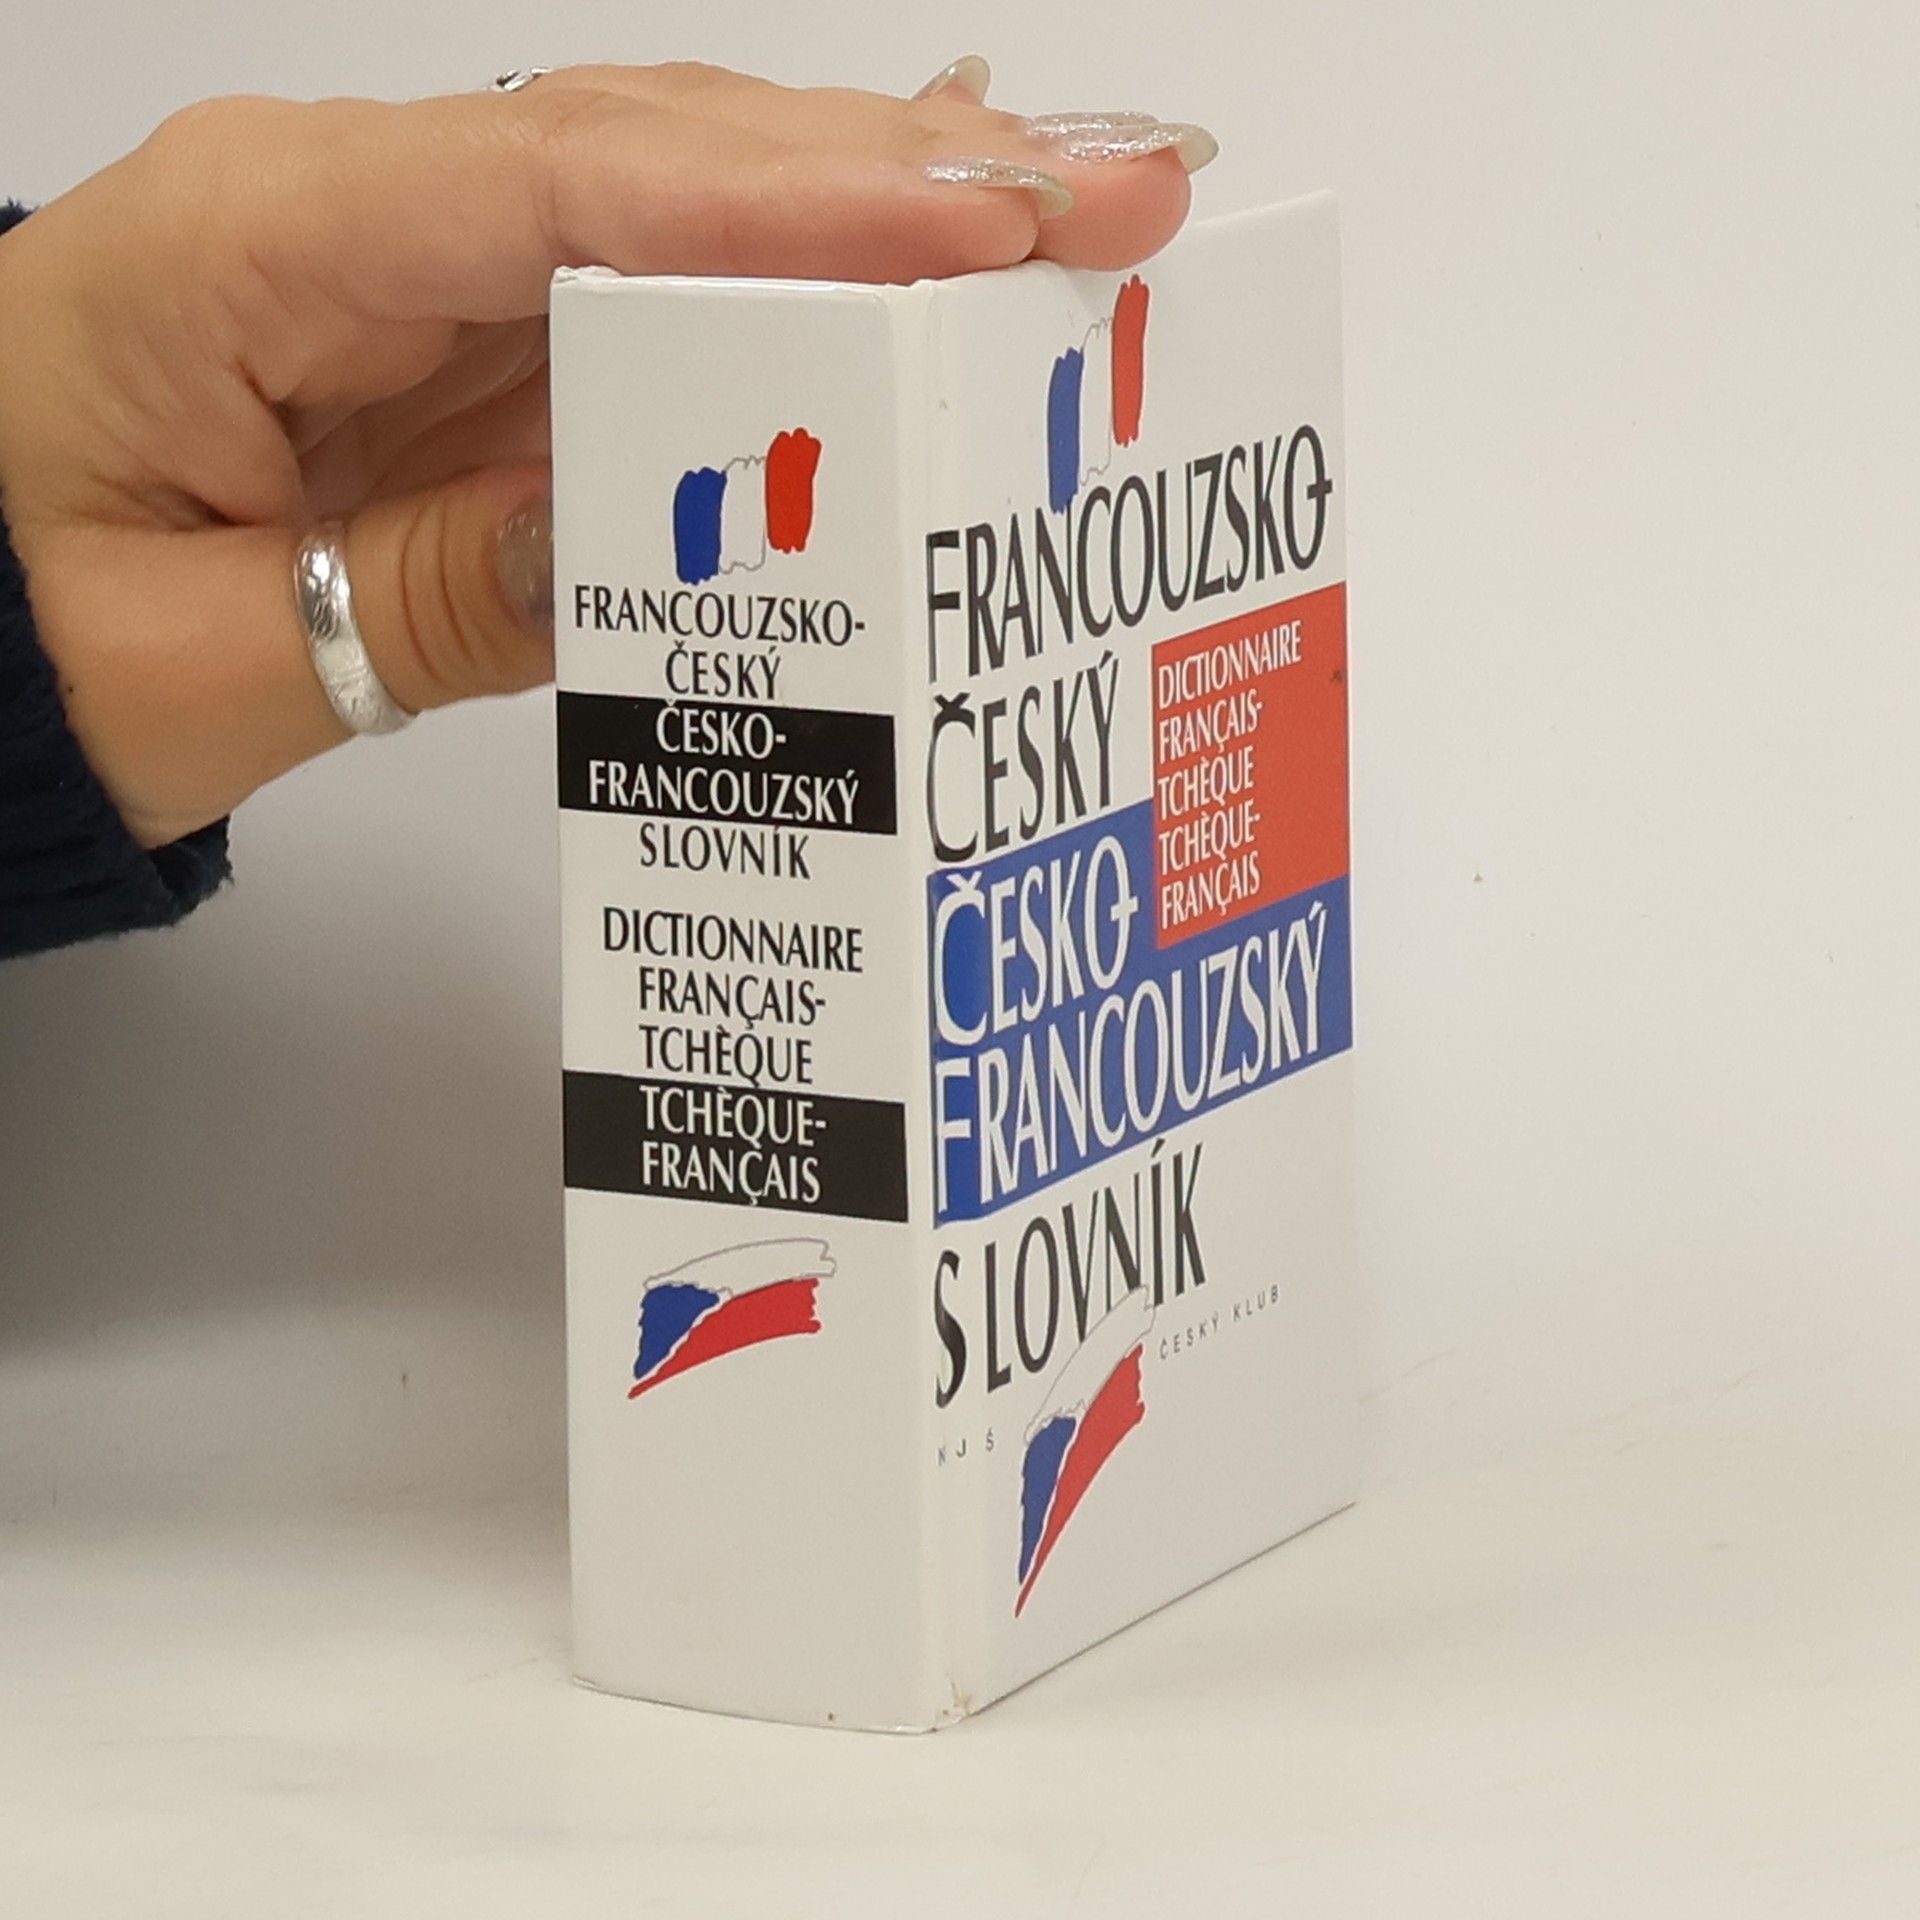 FRANCOUZSKO-
ČESKÝ
ČESKO-
FRANCOUZSKÝ
SLOVNÍK
DICTIONNAIRE
FRANÇAIS-
TCHÈQUE
TCHÈQUE-
FRANÇAIS
FRANCOUZSKO-
ČESKÝ
DICTIONNAIRE
FRANÇAIS-
TCHÈQUE
TCHÈQUE-
FRANÇAIS
ČESKO-
FRANCOUZSKÝ
SLOVNÍK
NJŠ
ČESKÝ KLUB